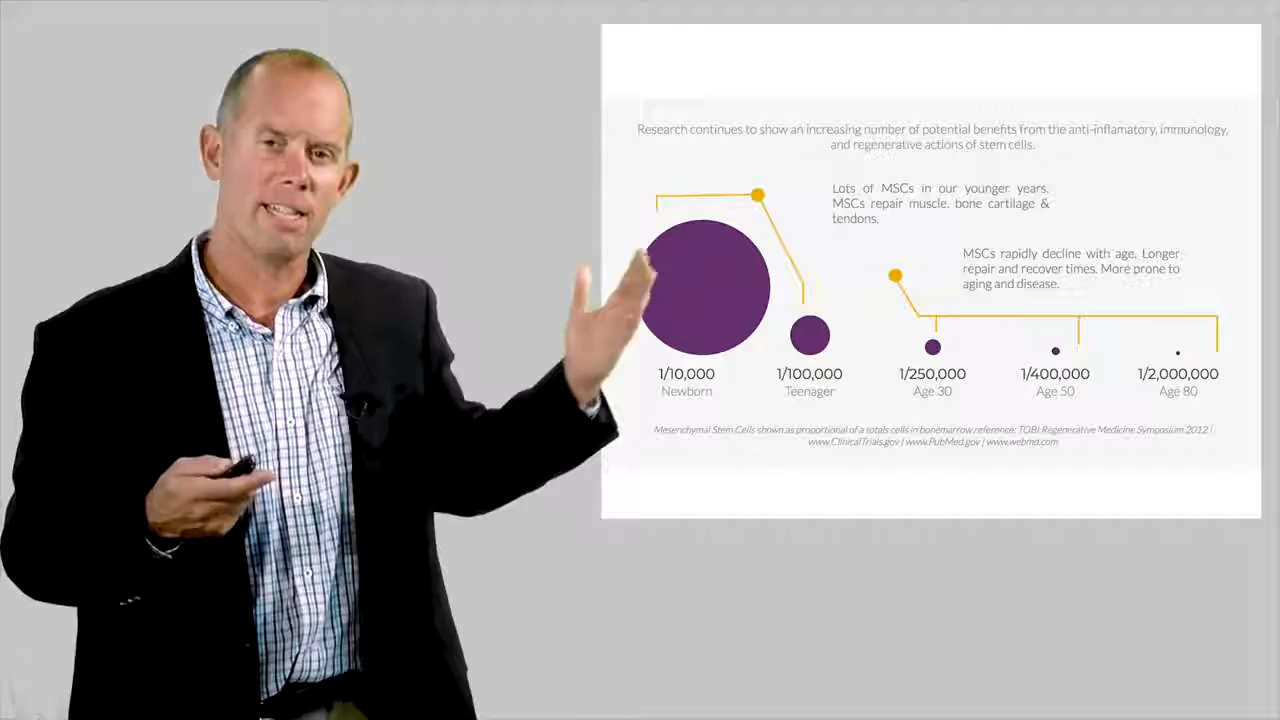 Research continues to show an increasing number of potential benefits from the anti-inflamatory, immunology,
and regenerative actions of stem cells.
Lots of MSCs in our younger years.
MSCs repair muscle, bone cartilage &
tendons.
MSCs rapidly decline with age. Longer
repair and recover times. More prone to
aging and disease.
1/10,000
Newborn
1/100,000
Teenager
1/250,000
Age 30
1/400,000
Age 50
1/2,000,000
Age 80
Mesenchymal Stem Cells shown as proportional of a totals cells in bonemarrow reference: TOBI Regenerative Medicine Symposium 2012 |
www.ClinicalTrials.gov | www.PubMed.gov | www.webmd.com